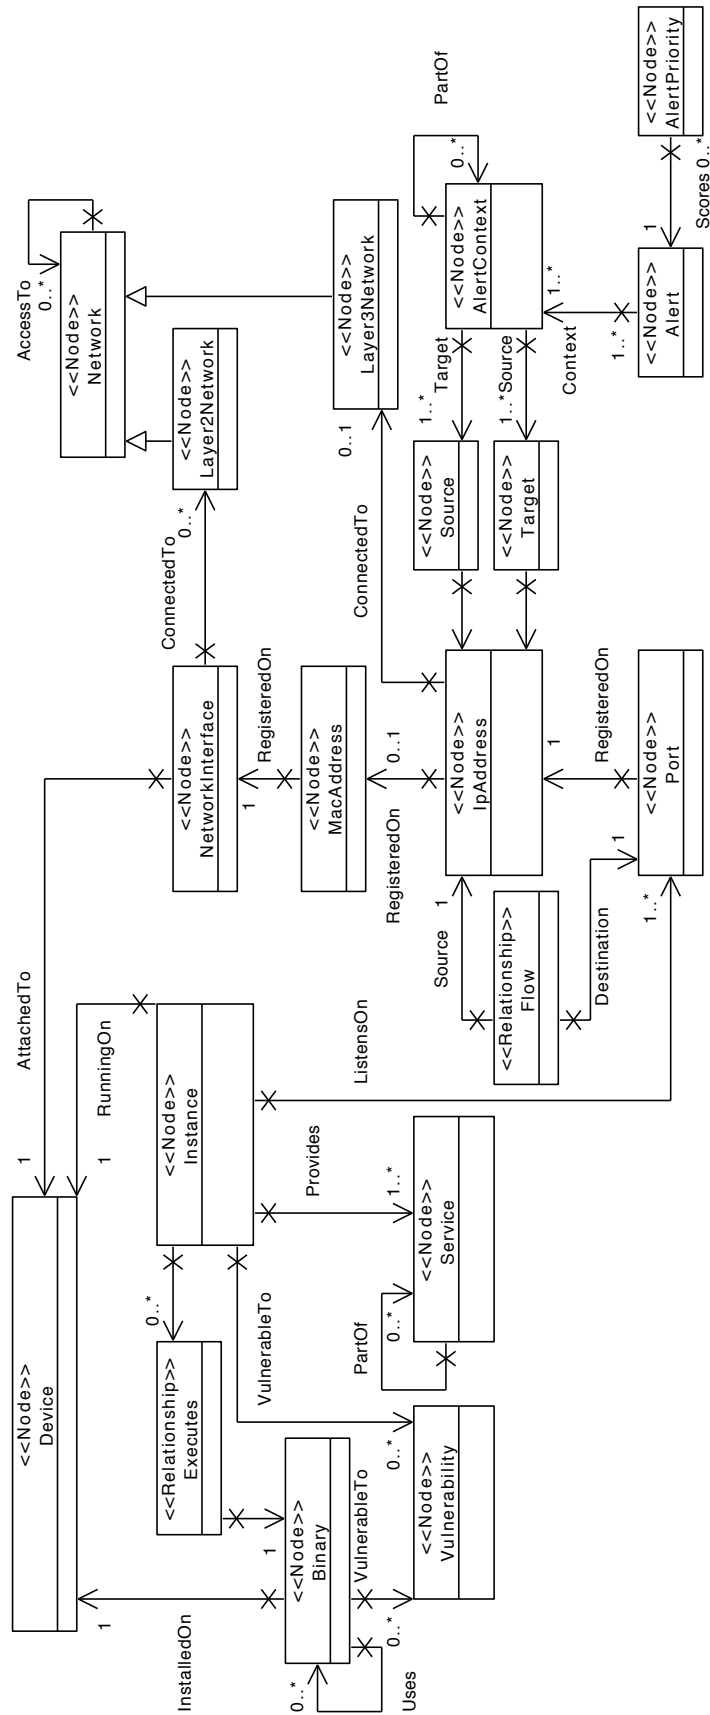 <<Node>>
Device
1
InstalledOn
1
RunningOn
1
AttachedTo
<<Relationship>>
Executes
0..*
<<Node>>
Instance
<<Node>>
NetworkInterface
ConnectedTo
0..*
<<Node>>
Layer2Network
<<Node>>
Network
AccessTo
0..*
<<Node>>
Binary
1
0..*
Uses
VulnerableTo
0..*
VulnerableTo
0..*
<<Node>>
Vulnerability
PartOf
0..*
Provides
1..*
<<Node>>
Service
ListensOn
1..*
1
RegisteredOn
<<Node>>
MacAddress
RegisteredOn
0..1
ConnectedTo
0..1
<<Node>>
Layer3Network
<<Relationship>>
Flow
Source
1
Destination
1
<<Node>>
IpAddress
1
RegisteredOn
<<Node>>
Port
<<Node>>
Source
<<Node>>
Target
1..*
Target
1..*
Source
<<Node>>
AlertContext
PartOf
0..*
Context
1..*
1..*
<<Node>>
Alert
1
Scores
0..*
<<Node>>
AlertPriority